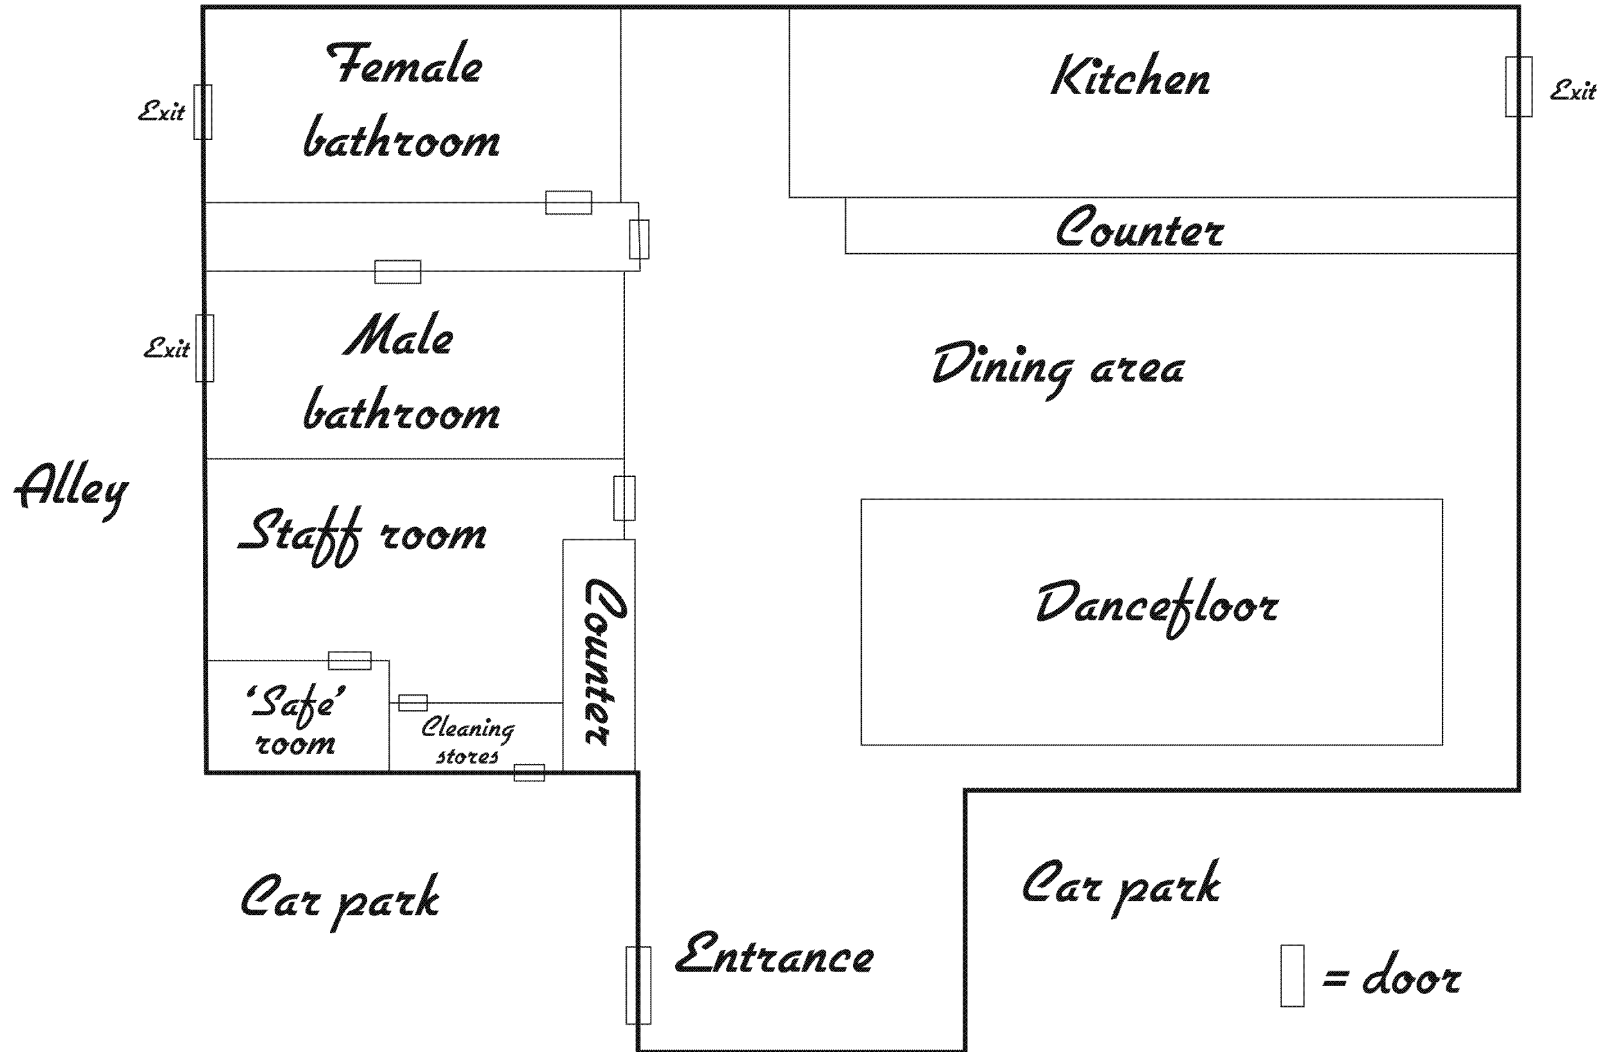 Female
bathroom
Kitchen
Exit
Exit
Counter
Male
bathroom
Exit
Dining area
Alley
Staff room
Counter
Dancefloor
'Safe'
room
Cleaning
stores
Car park
Car park
Entrance
= door